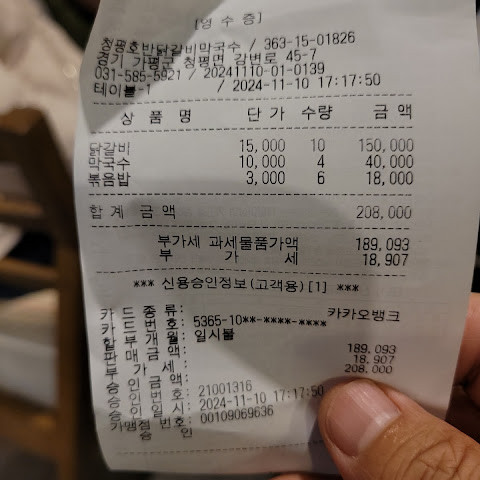 [영 수 증]
청평호반닭갈비막국수 / 363-15-01826
경기 가평군 청평면 강변로 45-7
031-585-5921 / 20241110-01-0139
테이블-1 / 2024-11-10 17:17:50
상 품 명 단 가 수량 금 액
닭갈비 15,000 10 150,000
막국수 10,000 4 40,000
볶음밥 3,000 6 18,000
합 계 금 액 208,000
부가세 과세물품가액 189,093
부 가 세 18,907
*** 신용승인정보(고객용)[1] ***
카 드 종 류: 카카오뱅크
카 드 번 호: 5365-10**-****-****
할 부 개 월: 일시불
판 매 금 액: 189,093
부 가 세: 18,907
승 인 금 액: 208,000
승 인 번 호: 21001316
승 인 일 시: 2024-11-10 17:17:50
가맹점 번호: 00109069636
승 인